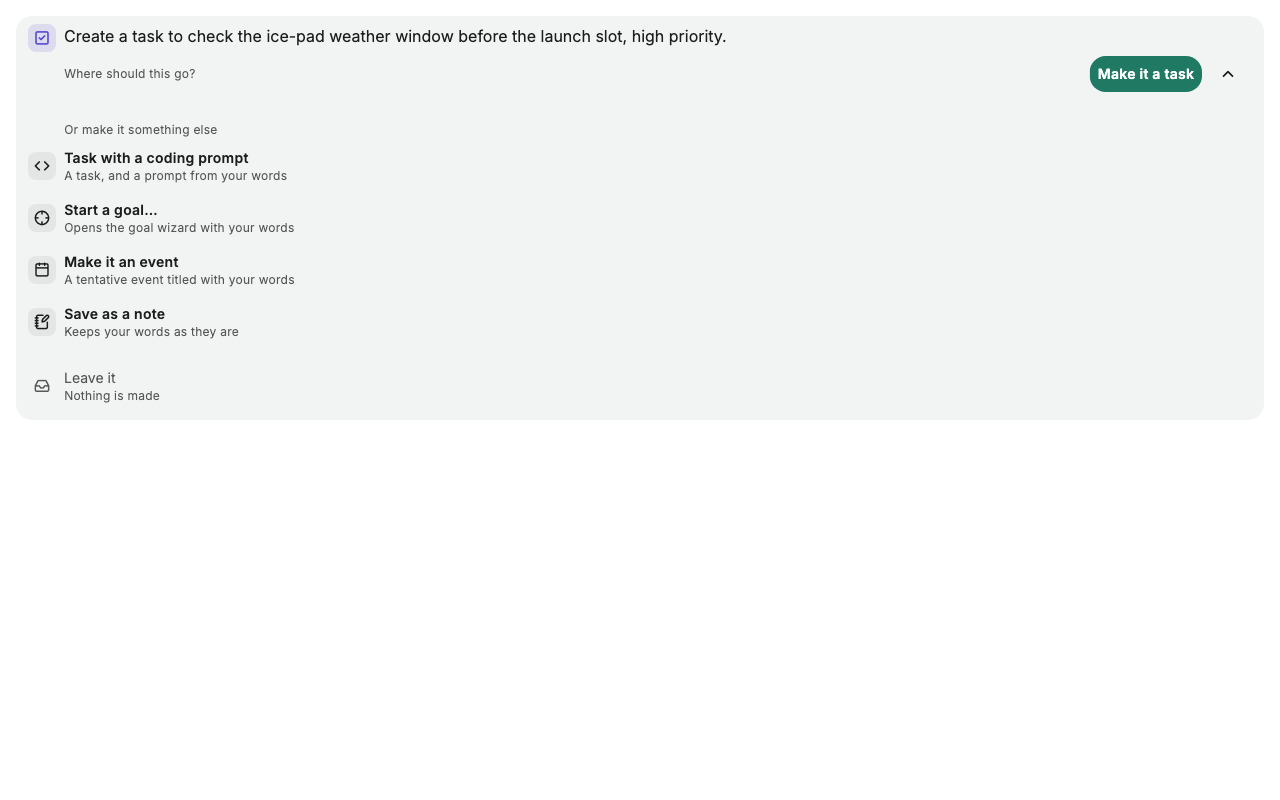 Create a task to check the ice-pad weather window before the launch slot, high priority.
Where should this go?
Make it a task
Or make it something else
Task with a coding prompt
A task, and a prompt from your words
Start a goal...
Opens the goal wizard with your words
Make it an event
A tentative event titled with your words
Save as a note
Keeps your words as they are
Leave it
Nothing is made